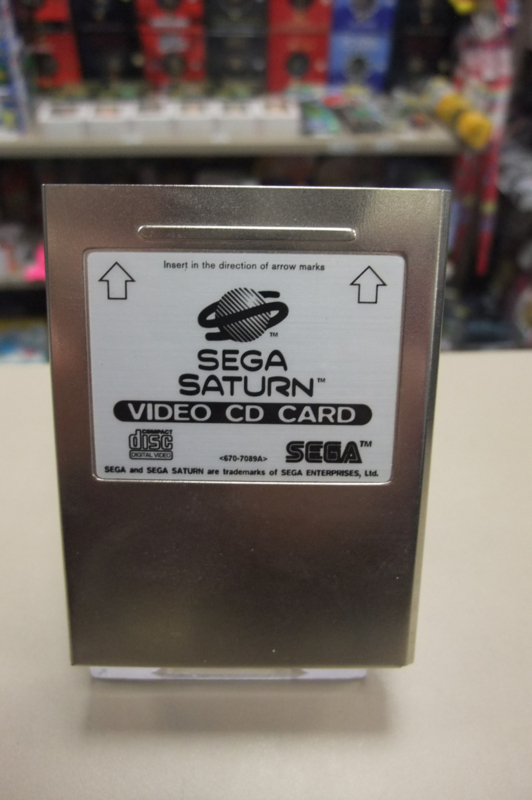 Insert in the direction of arrow marks
TM
SEGA
SATURN™
VIDEO CD CARD
COMPACT
disc
DIGITAL VIDEO
<670-7089A>
SEGA™
SEGA and SEGA SATURN are trademarks of SEGA ENTERPRISES, Ltd.